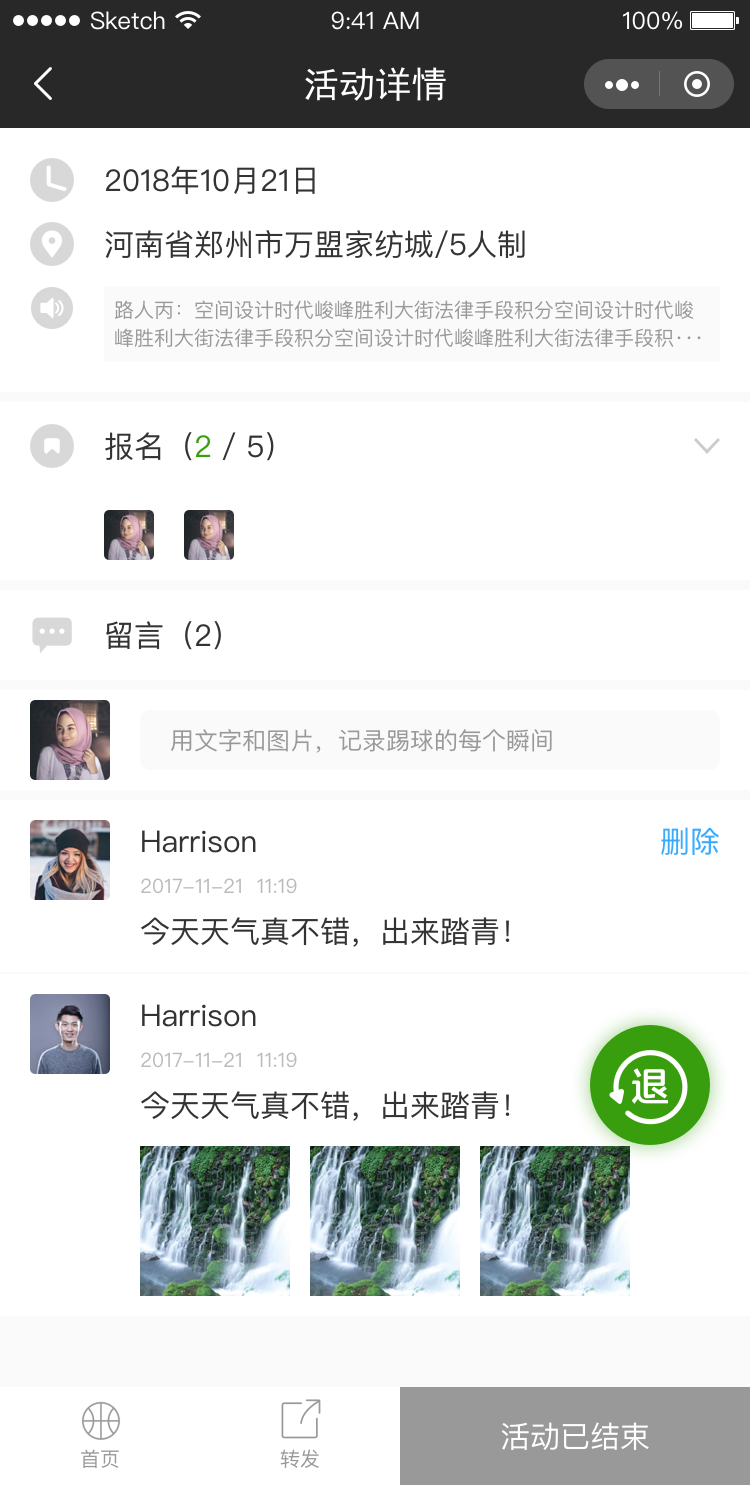 Sketch 9:41 AM 100%
活动详情
2018年10月21日
河南省郑州市万盟家纺城/5人制
路人丙：空间设计时代峻峰胜利大街法律手段积分空间设计时代峻
峰胜利大街法律手段积分空间设计时代峻峰胜利大街法律手段积···
报名（2 / 5）
留言（2）
用文字和图片，记录踢球的每个瞬间
Harrison 删除
2017-11-21 11:19
今天天气真不错，出来踏青！
Harrison
2017-11-21 11:19
退
今天天气真不错，出来踏青！
首页 转发 活动已结束